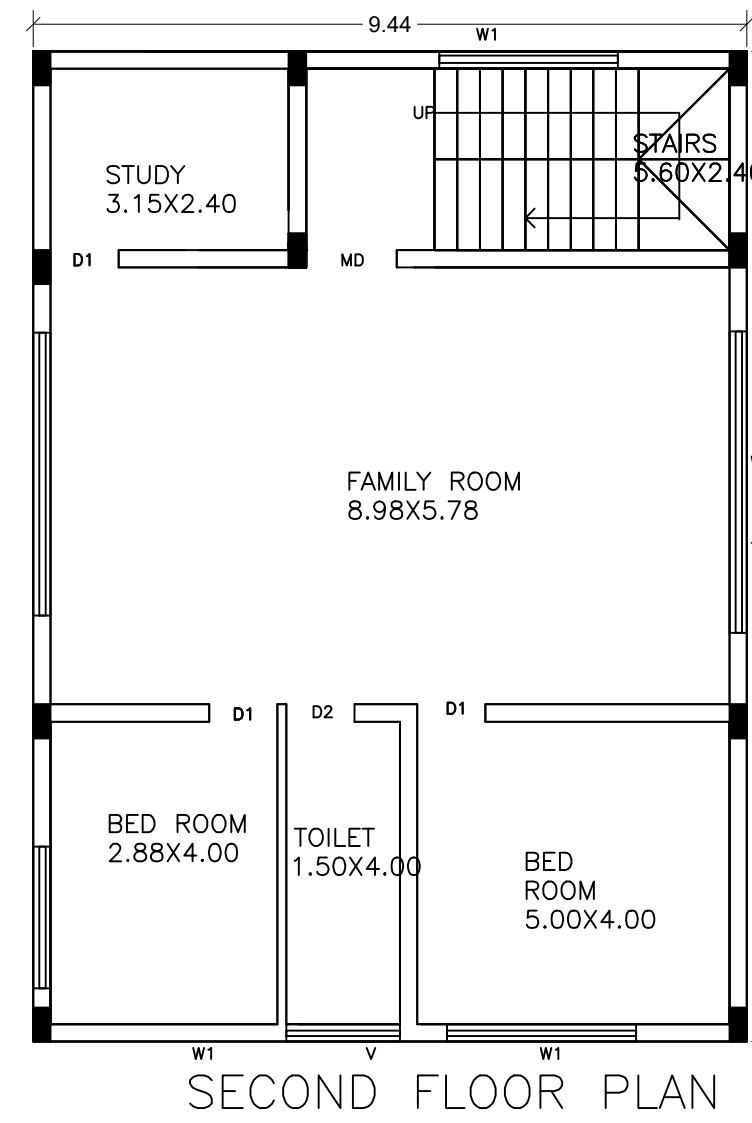 9.44
W1
UP
STAIRS
5.60X2.40
STUDY
3.15X2.40
D1
MD
FAMILY ROOM
8.98X5.78
D1
D2
D1
BED ROOM
2.88X4.00
TOILET
1.50X4.00
BED
ROOM
5.00X4.00
W1
V
W1
SECOND FLOOR PLAN